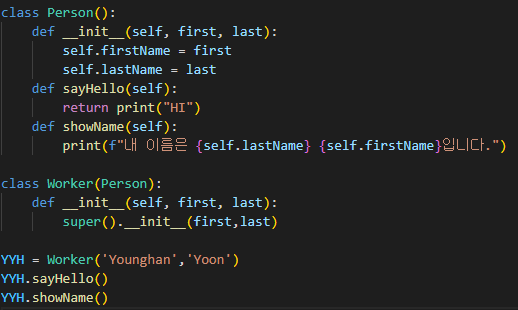 class Person():
    def __init__(self, first, last):
        self.firstName = first
        self.lastName = last
    def sayHello(self):
        return print("HI")
    def showName(self):
        print(f"내 이름은 {self.lastName} {self.firstName}입니다.")

class Worker(Person):
    def __init__(self, first, last):
        super().__init__(first,last)

YYH = Worker('Younghan','Yoon')
YYH.sayHello()
YYH.showName()